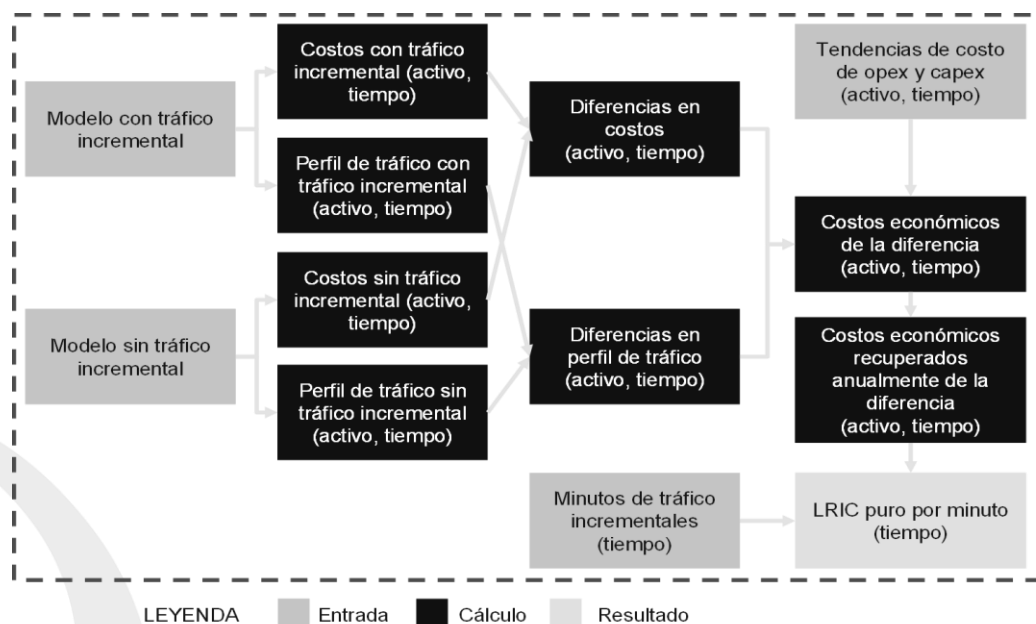 Modelo con tráfico
incremental
Modelo sin tráfico
incremental
Costos con tráfico
incremental (activo,
tiempo)
Perfil de tráfico con
tráfico incremental
(activo, tiempo)
Costos sin tráfico
incremental (activo,
tiempo)
Perfil de tráfico sin
tráfico incremental
(activo, tiempo)
Diferencias en
costos
(activo, tiempo)
Diferencias en
perfil de tráfico
(activo, tiempo)
Minutos de tráfico
incrementales
(tiempo)
Tendencias de costo
de opex y capex
(activo, tiempo)
Costos económicos
de la diferencia
(activo, tiempo)
Costos económicos
recuperados
anualmente de la
diferencia
(activo, tiempo)
LRIC puro por minuto
(tiempo)
LEYENDA Entrada Cálculo Resultado